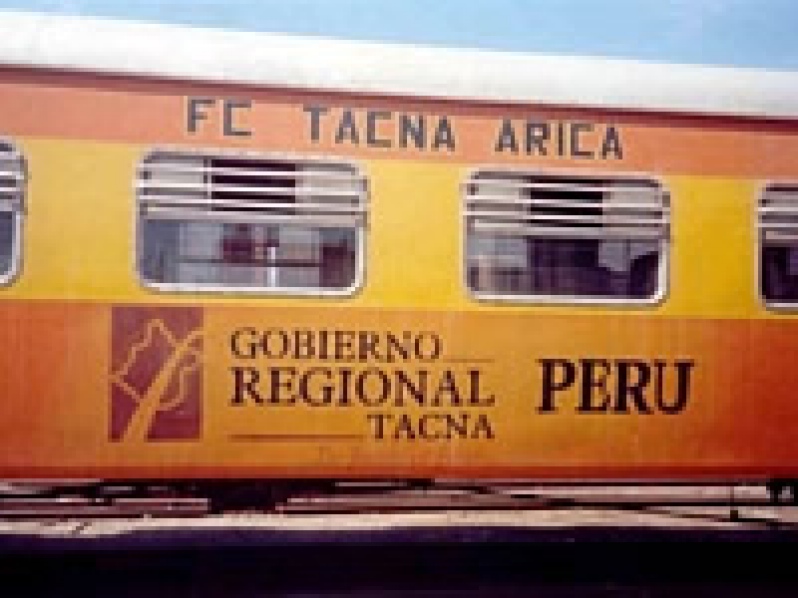 FC TACNA ARICA
GOBIERNO
REGIONAL
TACNA
PERU